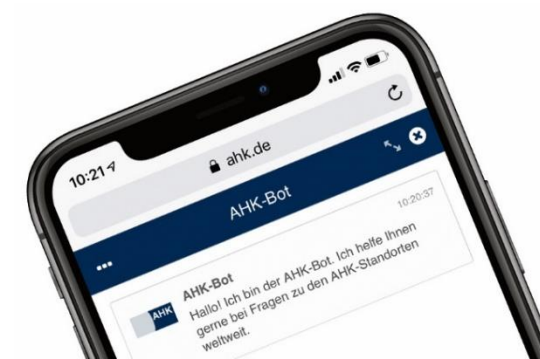 10:21
ahk.de
AHK-Bot
10:20:37
AHK
AHK-Bot
Hallo! Ich bin der AHK-Bot. Ich helfe Ihnen
gerne bei Fragen zu den AHK-Standorten
weltweit.